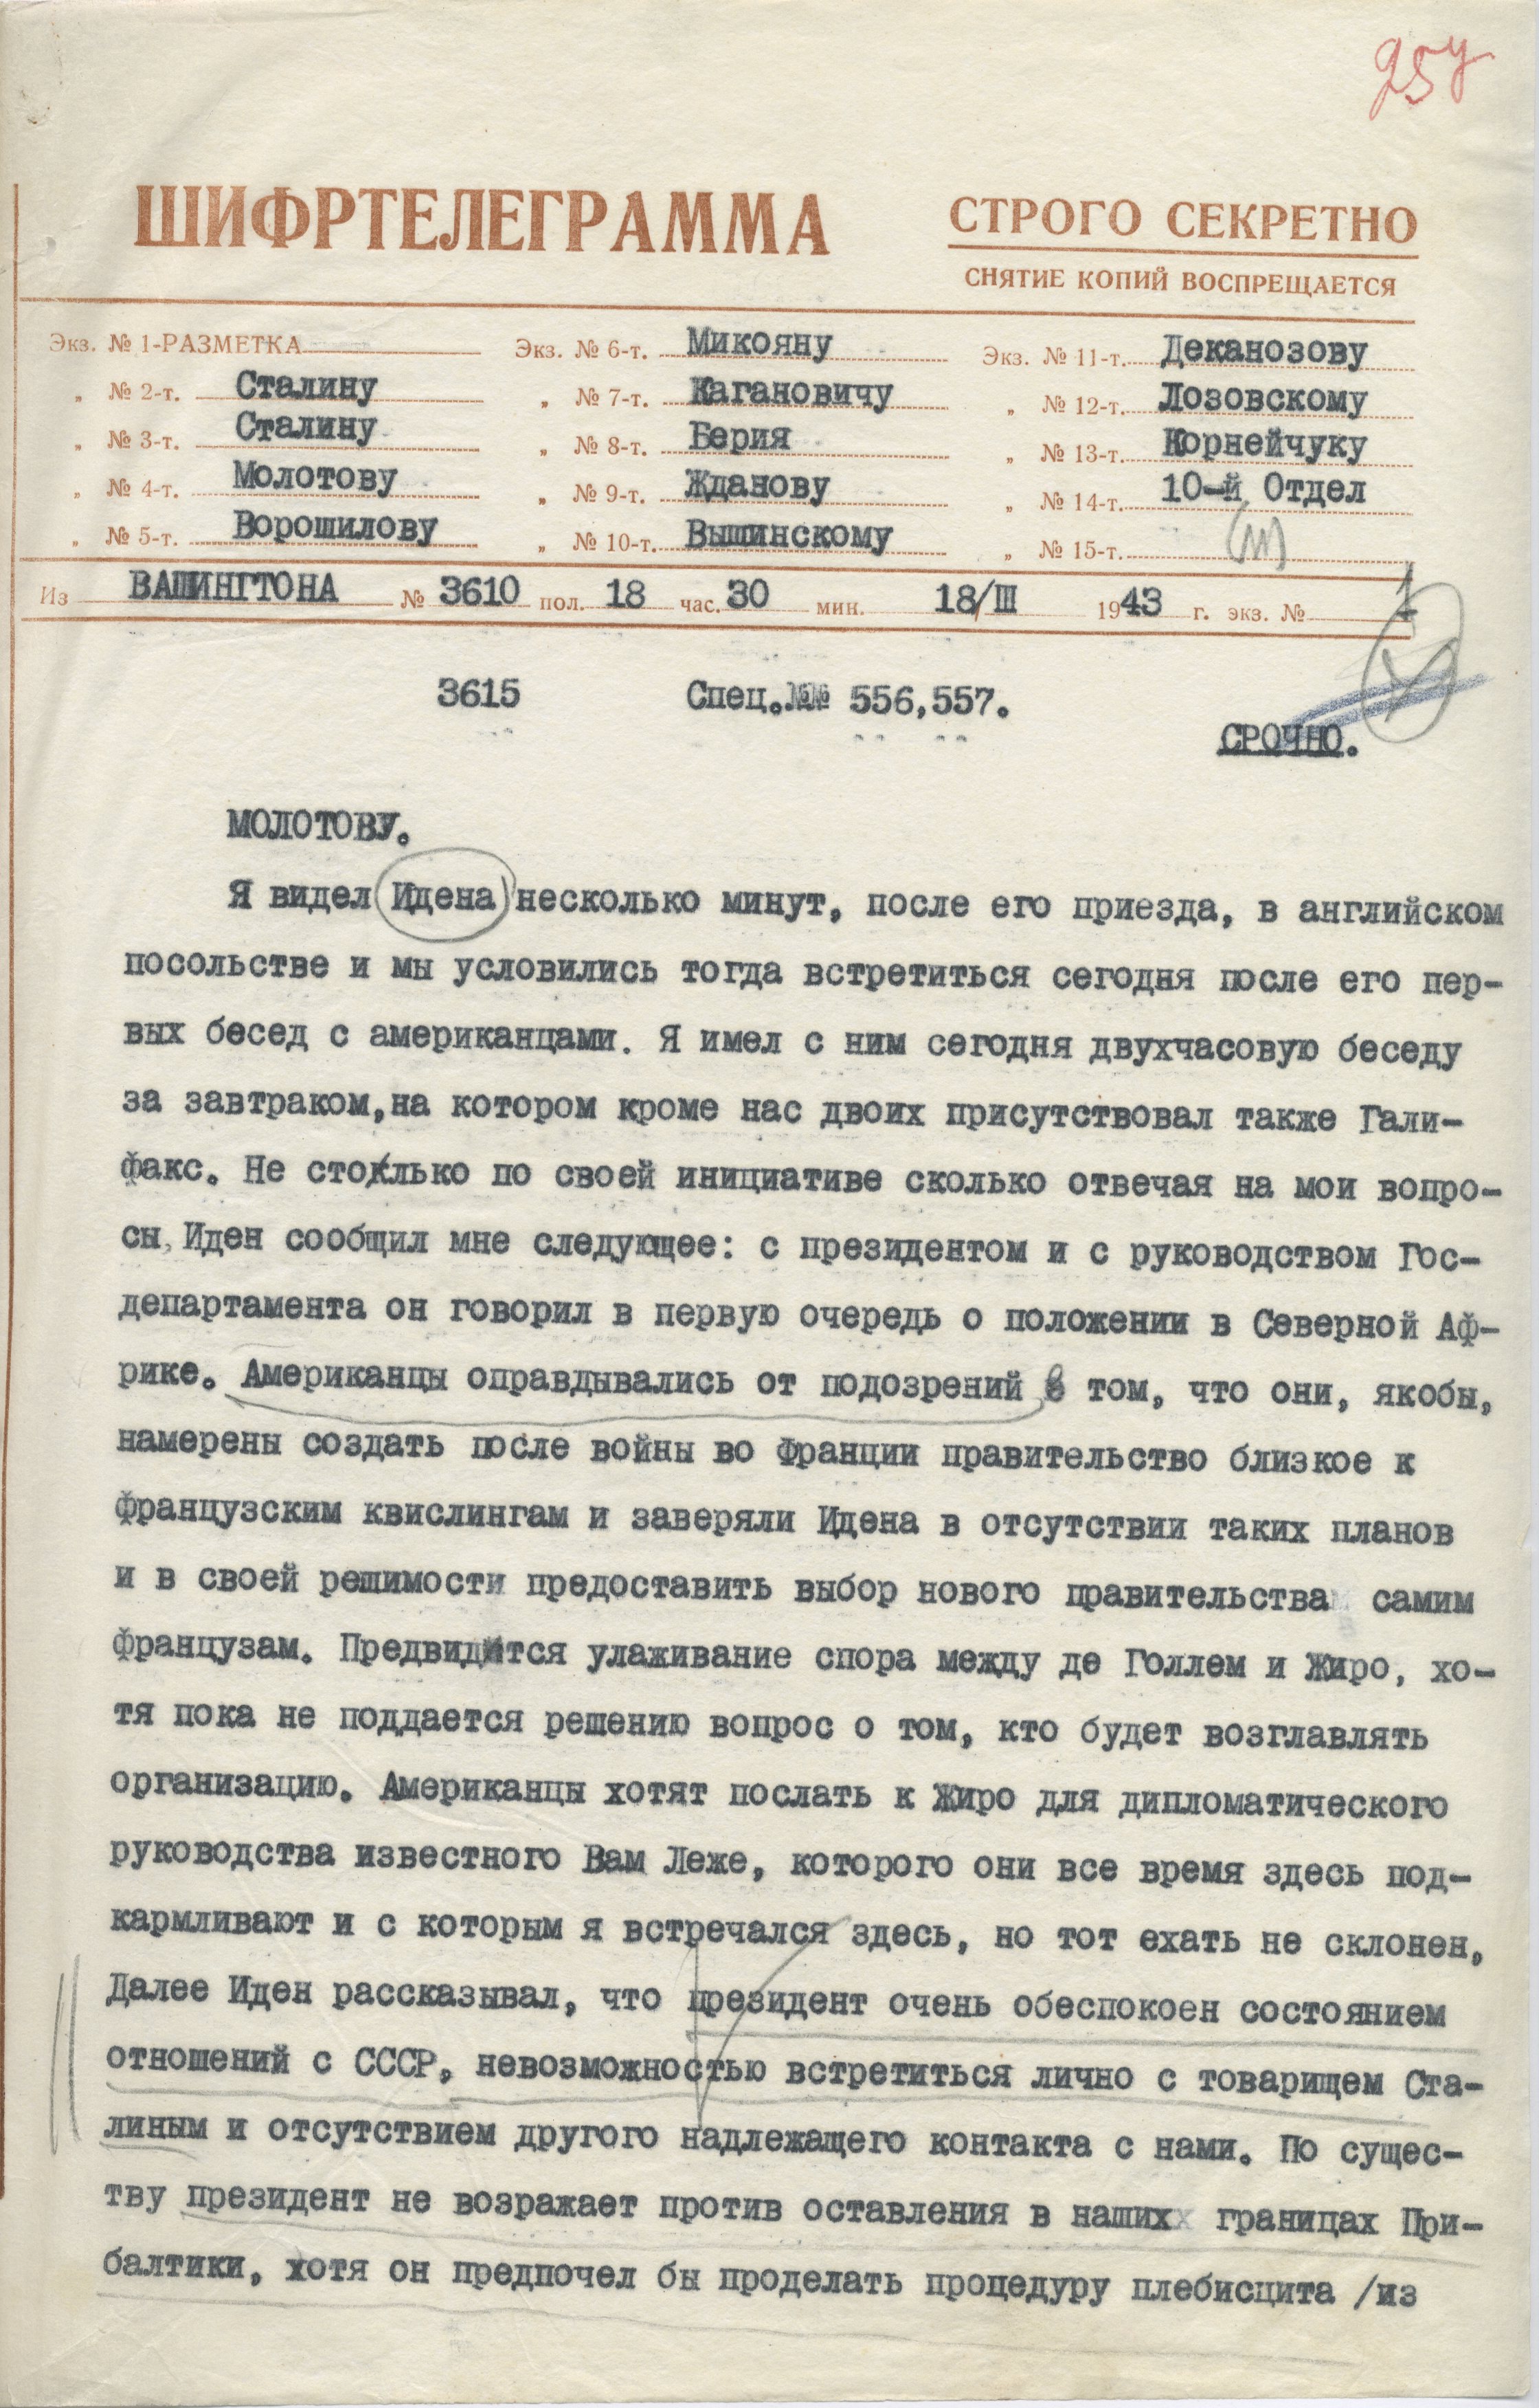 257
ШИФРТЕЛЕГРАММА
СТРОГО СЕКРЕТНО
СНЯТИЕ КОПИЙ ВОСПРЕЩАЕТСЯ
Экз. № 1-РАЗМЕТКА Экз. № 6-т. Микояну Экз. № 11-т. Деканозову
„ № 2-т. Сталину „ № 7-т. Кагановичу „ № 12-т. Лозовскому
„ № 3-т. Сталину „ № 8-т. Берия „ № 13-т. Корнейчуку
„ № 4-т. Молотову „ № 9-т. Жданову „ № 14-т. 10-й Отдел
„ № 5-т. Ворошилову „ № 10-т. Вышинскому „ № 15-т.
Из ВАШИНГТОНА № 3610 пол. 18 час. 30 мин. 18/III 1943 г. экз. № 1
3615 Спец.№№ 556,557.
СРОЧНО.
МОЛОТОВУ.
Я видел Идена несколько минут, после его приезда, в английском
посольстве и мы условились тогда встретиться сегодня после его пер-
вых бесед с американцами. Я имел с ним сегодня двухчасовую беседу
за завтраком, на котором кроме нас двоих присутствовал также Гали-
факс. Не столько по своей инициативе сколько отвечая на мои вопро-
сы, Иден сообщил мне следующее: с президентом и с руководством Гос-
департамента он говорил в первую очередь о положении в Северной Аф-
рике. Американцы оправдывались от подозрений в том, что они, якобы,
намерены создать после войны во Франции правительство близкое к
французским квислингам и заверяли Идена в отсутствии таких планов
и в своей решимости предоставить выбор нового правительства самим
французам. Предвидится улаживание спора между де Голлем и Жиро, хо-
тя пока не поддается решению вопрос о том, кто будет возглавлять
организацию. Американцы хотят послать к Жиро для дипломатического
руководства известного Вам Леже, которого они все время здесь под-
кармливают и с которым я встречался здесь, но тот ехать не склонен,
Далее Иден рассказывал, что президент очень обеспокоен состоянием
отношений с СССР, невозможностью встретиться лично с товарищем Ста-
линым и отсутствием другого надлежащего контакта с нами. По сущес-
тву президент не возражает против оставления в наших границах При-
балтики, хотя он предпочел бы проделать процедуру плебисцита /из